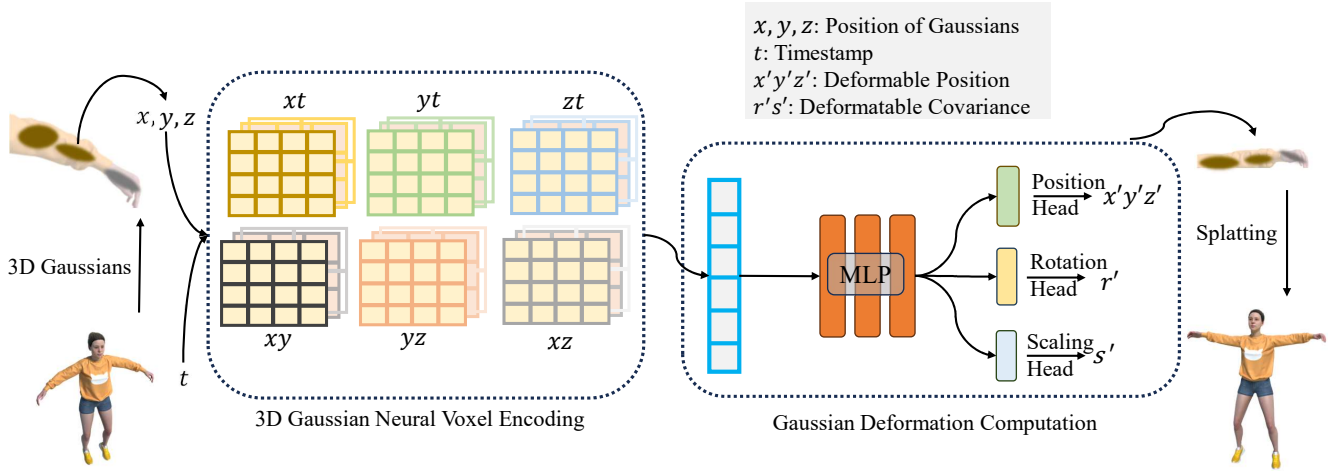 x, y, z: Position of Gaussians
t: Timestamp
x'y'z': Deformable Position
r's': Deformatable Covariance
x, y, z
3D Gaussians
t
xt
yt
zt
xy
yz
xz
3D Gaussian Neural Voxel Encoding
MLP
Position
Head
x'y'z'
Rotation
Head
r'
Scaling
Head
s'
Gaussian Deformation Computation
Splatting